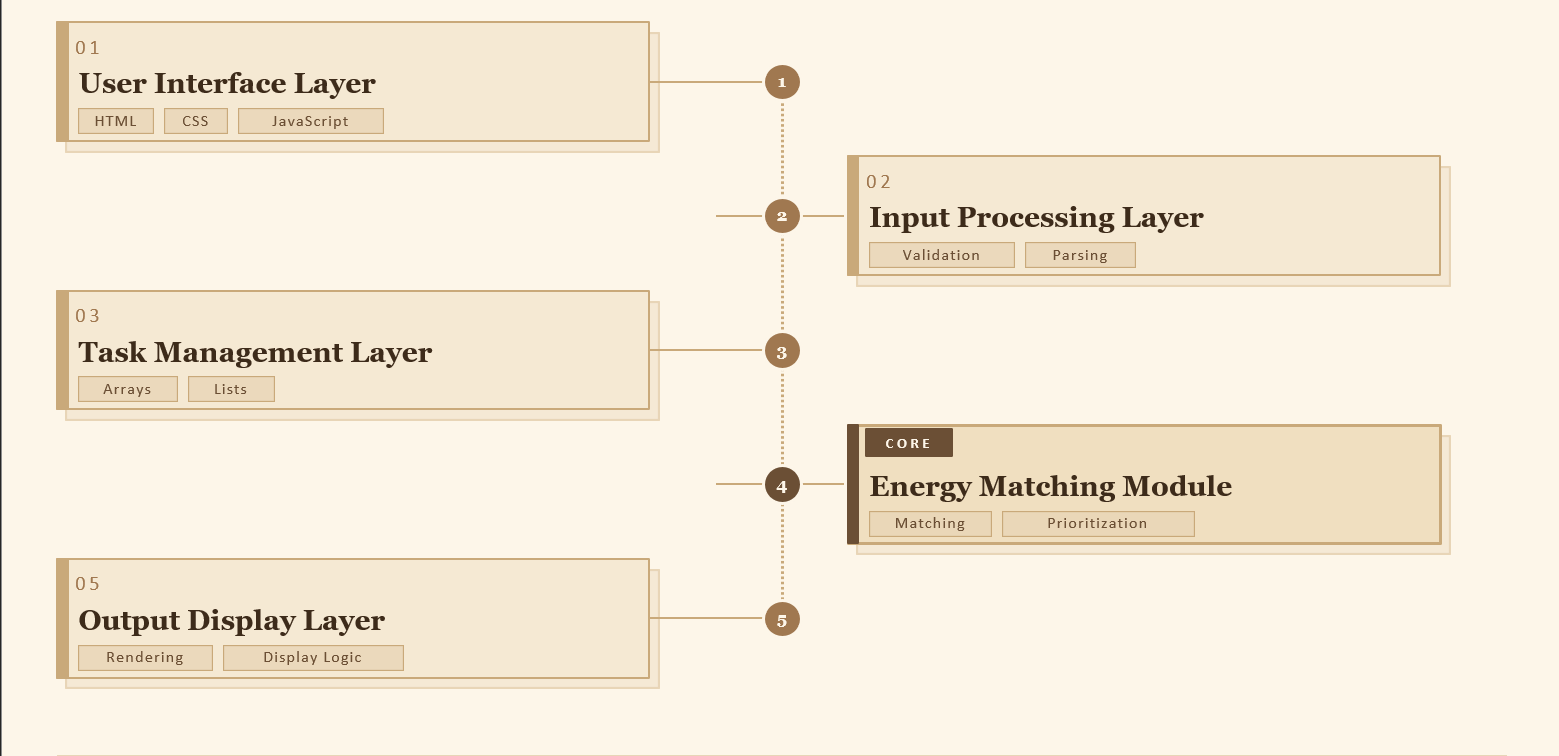 01
User Interface Layer
HTML CSS JavaScript
1
02
2
Input Processing Layer
Validation Parsing
03
Task Management Layer
3
Arrays Lists
CORE
4
Energy Matching Module
Matching Prioritization
05
Output Display Layer
5
Rendering Display Logic